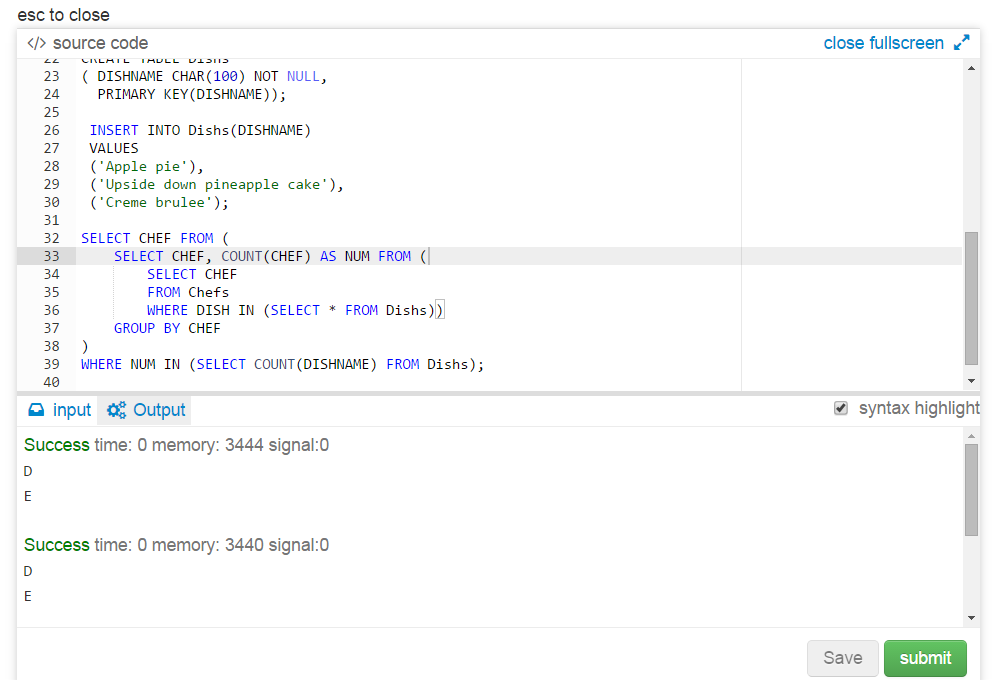 esc to close
</> source code close fullscreen
22 CREATE TABLE Dishs
23 ( DISHNAME CHAR(100) NOT NULL,
24 PRIMARY KEY(DISHNAME));
25
26 INSERT INTO Dishs(DISHNAME)
27 VALUES
28 ('Apple pie'),
29 ('Upside down pineapple cake'),
30 ('Creme brulee');
31
32 SELECT CHEF FROM (
33 SELECT CHEF, COUNT(CHEF) AS NUM FROM (
34 SELECT CHEF
35 FROM Chefs
36 WHERE DISH IN (SELECT * FROM Dishs))
37 GROUP BY CHEF
38 )
39 WHERE NUM IN (SELECT COUNT(DISHNAME) FROM Dishs);
40
input Output syntax highlight
Success time: 0 memory: 3444 signal:0
D
E
Success time: 0 memory: 3440 signal:0
D
E
Save submit